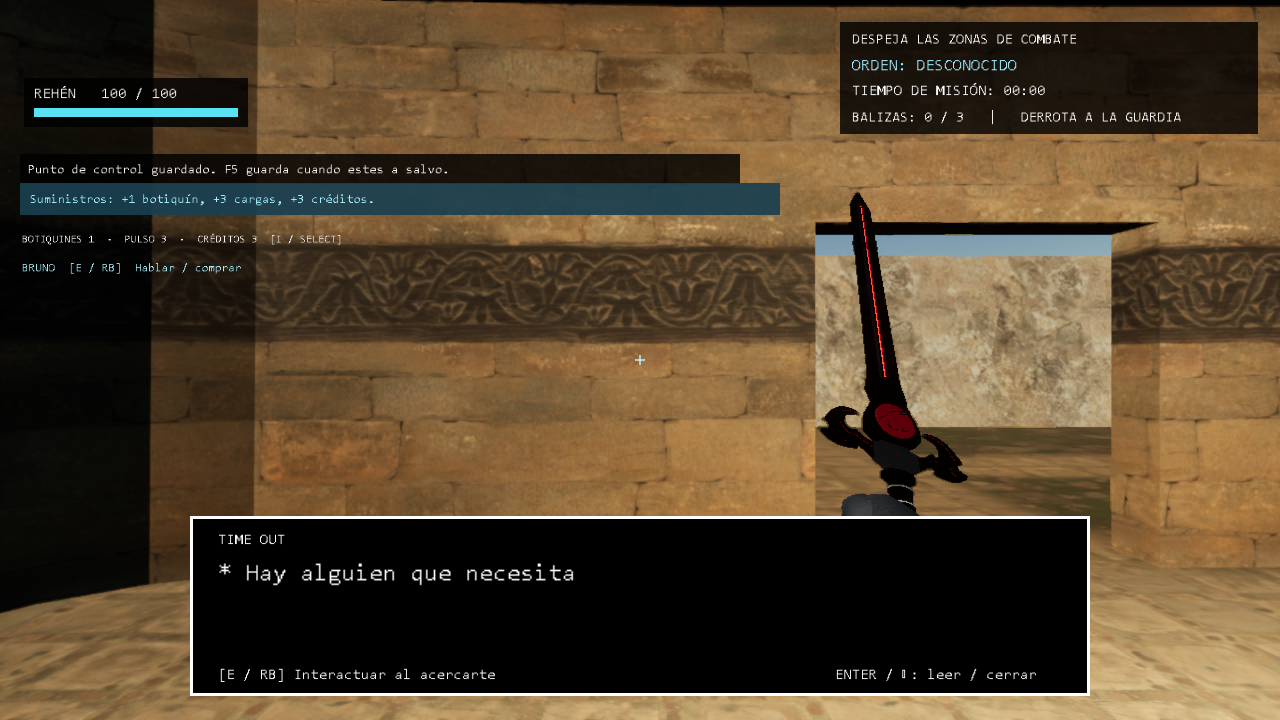 DESPEJA LAS ZONAS DE COMBATE
ORDEN: DESCONOCIDO
TIEMPO DE MISIÓN: 00:00
BALIZAS: 0 / 3 | DERROTA A LA GUARDIA
REHÉN 100 / 100
Punto de control guardado. F5 guarda cuando estes a salvo.
Suministros: +1 botiquín, +3 cargas, +3 créditos.
BOTIQUINES 1 · PULSO 3 · CRÉDITOS 3 [I / SELECT]
BRUNO [E / RB] Hablar / comprar
TIME OUT
* Hay alguien que necesita
[E / RB] Interactuar al acercarte
ENTER / ▯: leer / cerrar